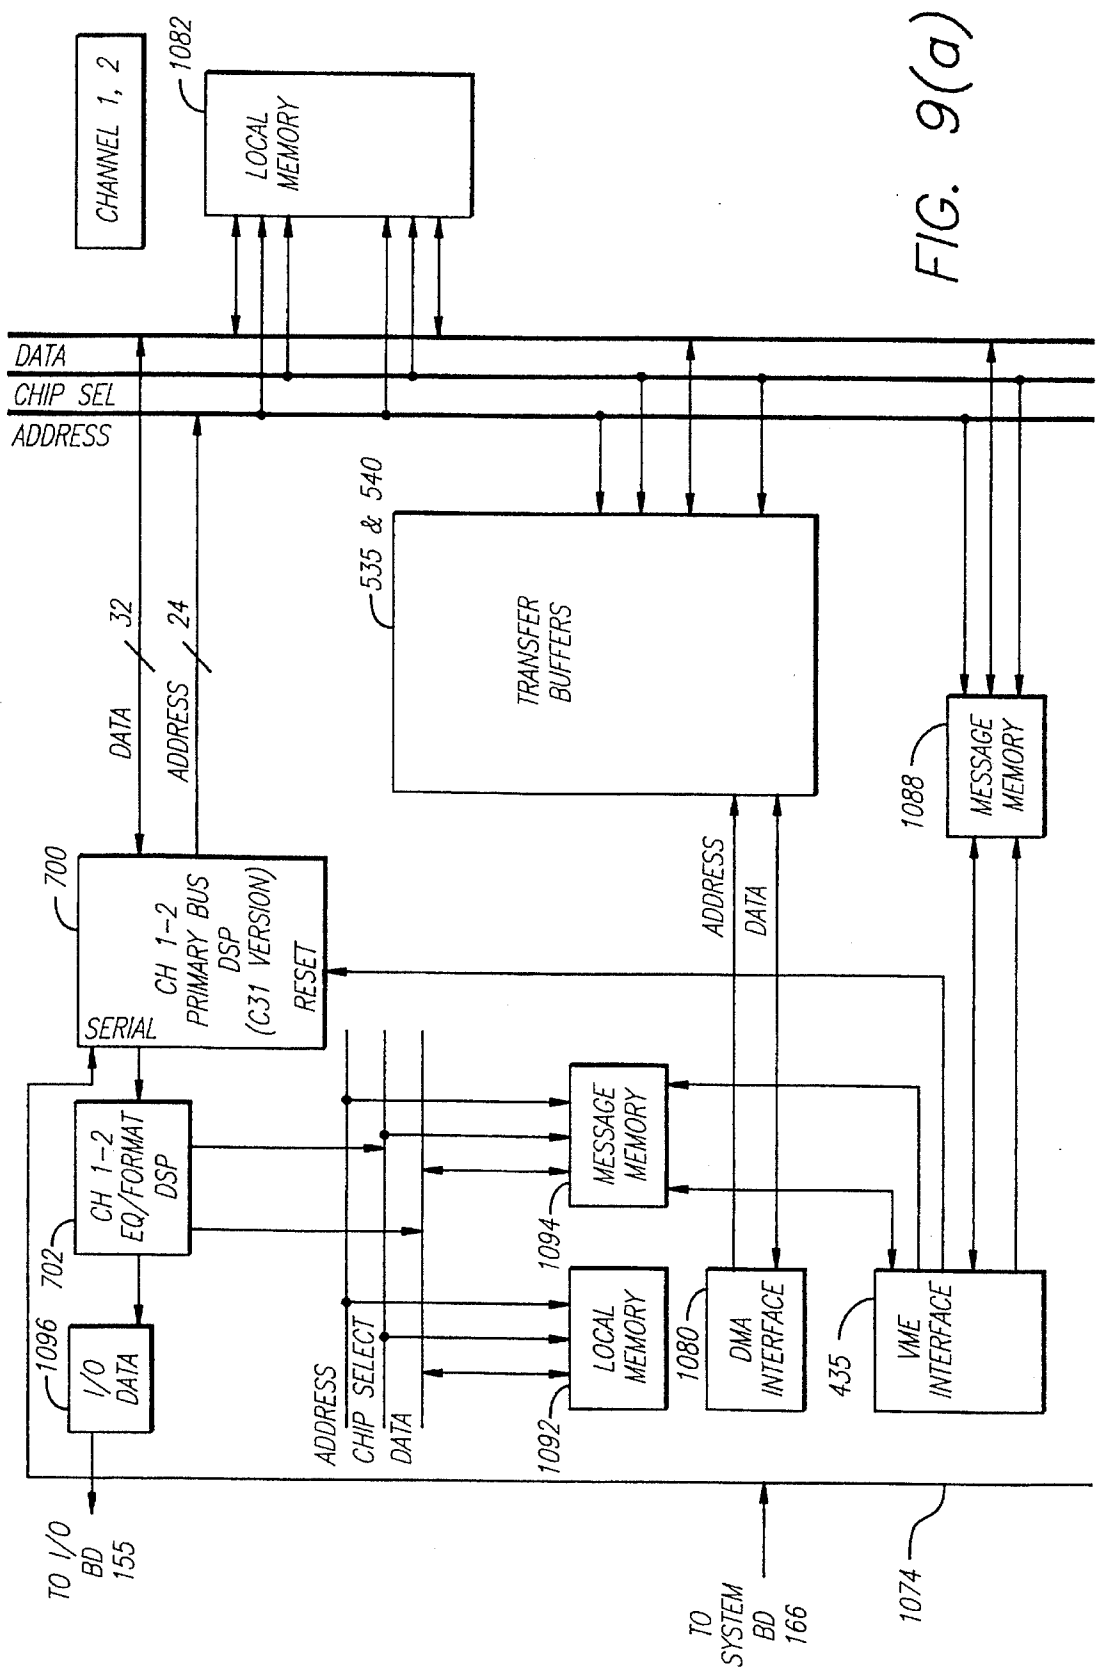 CHANNEL 1, 2
1082
LOCAL
MEMORY
DATA
CHIP SEL
ADDRESS
DATA
32
ADDRESS
24
700
SERIAL
CH 1-2
PRIMARY BUS
DSP
(C31 VERSION)
RESET
535 & 540
TRANSFER
BUFFERS
702
CH 1-2
EQ/FORMAT
DSP
1096
I/O
DATA
TO I/O
BD
155
ADDRESS
CHIP SELECT
DATA
1094
MESSAGE
MEMORY
1092
LOCAL
MEMORY
ADDRESS
DATA
1080
DMA
INTERFACE
1088
MESSAGE
MEMORY
435
VME
INTERFACE
TO
SYSTEM
BD
166
1074
FIG. 9(a)